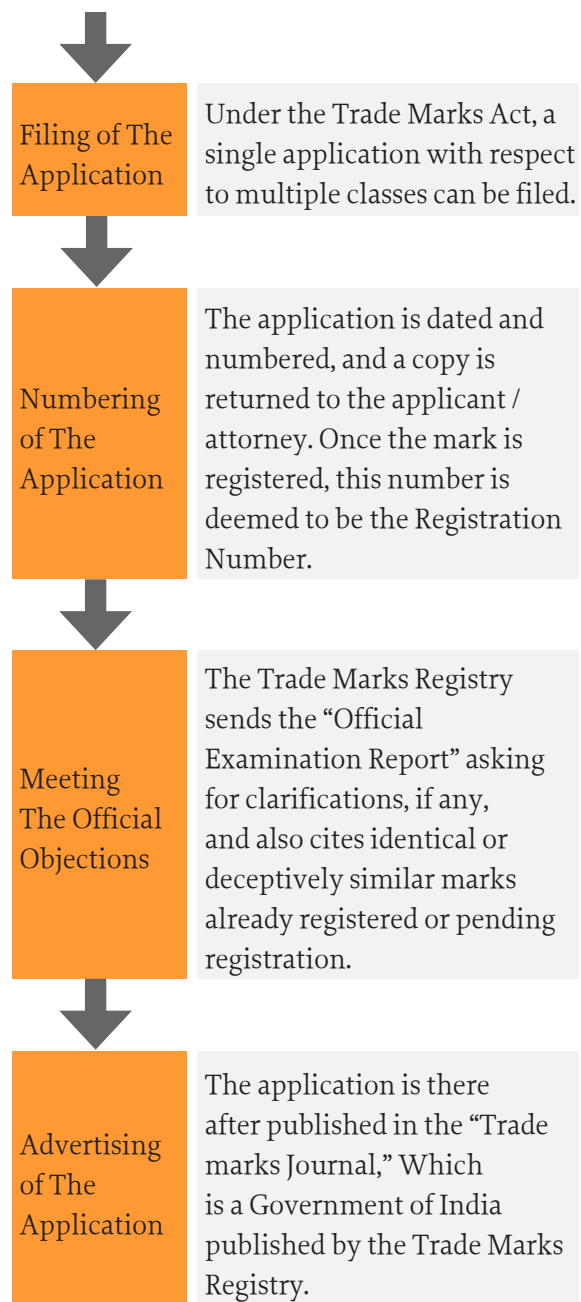 Filing of The
Application
Under the Trade Marks Act, a
single application with respect
to multiple classes can be filed.
Numbering
of The
Application
The application is dated and
numbered, and a copy is
returned to the applicant /
attorney. Once the mark is
registered, this number is
deemed to be the Registration
Number.
Meeting
The Official
Objections
The Trade Marks Registry
sends the “Official
Examination Report” asking
for clarifications, if any,
and also cites identical or
deceptively similar marks
already registered or pending
registration.
Advertising
of The
Application
The application is there
after published in the “Trade
marks Journal,” Which
is a Government of India
published by the Trade Marks
Registry.